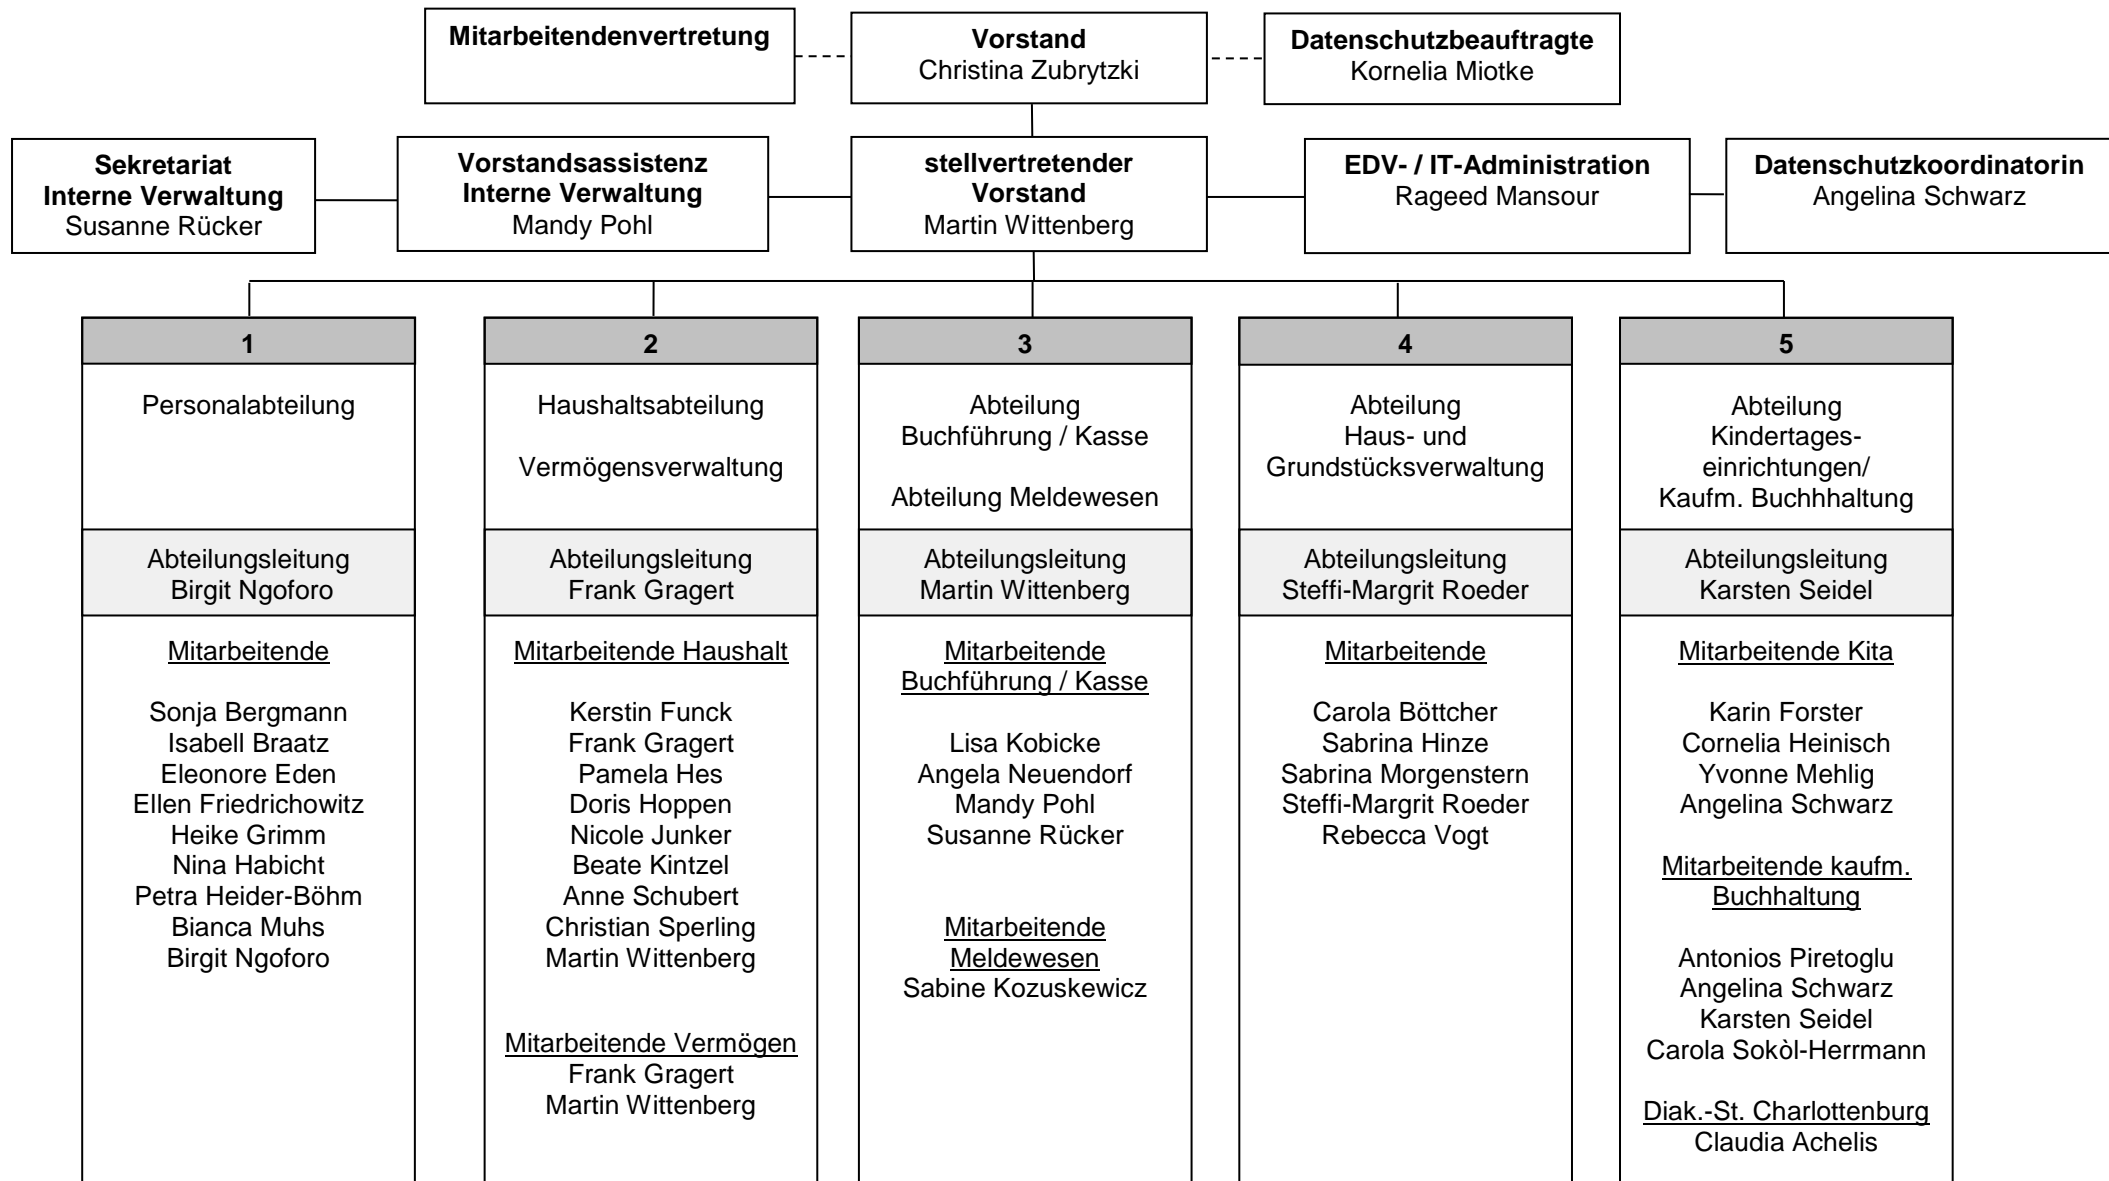 Mitarbeitendenvertretung
Vorstand
Christina Zubrytzki
Datenschutzbeauftragte
Kornelia Miotke
Sekretariat
Interne Verwaltung
Susanne Rücker
Vorstandsassistenz
Interne Verwaltung
Mandy Pohl
stellvertretender
Vorstand
Martin Wittenberg
EDV- / IT-Administration
Rageed Mansour
Datenschutzkoordinatorin
Angelina Schwarz
1
Personalabteilung
Abteilungsleitung
Birgit Ngoforo
Mitarbeitende
Sonja Bergmann
Isabell Braatz
Eleonore Eden
Ellen Friedrichowitz
Heike Grimm
Nina Habicht
Petra Heider-Böhm
Bianca Muhs
Birgit Ngoforo
2
Haushaltsabteilung
Vermögensverwaltung
Abteilungsleitung
Frank Gragert
Mitarbeitende Haushalt
Kerstin Funck
Frank Gragert
Pamela Hes
Doris Hoppen
Nicole Junker
Beate Kintzel
Anne Schubert
Christian Sperling
Martin Wittenberg
Mitarbeitende Vermögen
Frank Gragert
Martin Wittenberg
3
Abteilung
Buchführung / Kasse
Abteilung Meldewesen
Abteilungsleitung
Martin Wittenberg
Mitarbeitende
Buchführung / Kasse
Lisa Kobicke
Angela Neuendorf
Mandy Pohl
Susanne Rücker
Mitarbeitende
Meldewesen
Sabine Kozuskewicz
4
Abteilung
Haus- und
Grundstücksverwaltung
Abteilungsleitung
Steffi-Margrit Roeder
Mitarbeitende
Carola Böttcher
Sabrina Hinze
Sabrina Morgenstern
Steffi-Margrit Roeder
Rebecca Vogt
5
Abteilung
Kindertages-
einrichtungen/
Kaufm. Buchhhaltung
Abteilungsleitung
Karsten Seidel
Mitarbeitende Kita
Karin Forster
Cornelia Heinisch
Yvonne Mehlig
Angelina Schwarz
Mitarbeitende kaufm.
Buchhaltung
Antonios Piretoglu
Angelina Schwarz
Karsten Seidel
Carola Sokòl-Herrmann
Diak.-St. Charlottenburg
Claudia Achelis